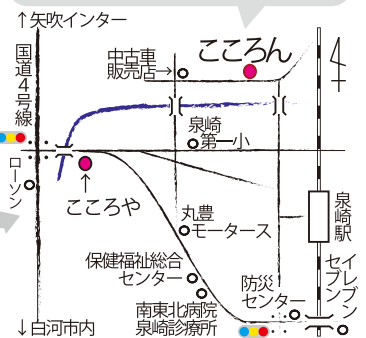 ↑矢吹インター
国道4号線
中古車
販売店→
こころん
泉崎
第一小
ローソン
↑
こころや
丸豊
モータース
泉崎駅
保健福祉総合
センター
防災
センター
セブン
イレブン
南東北病院
泉崎診療所
↓白河市内